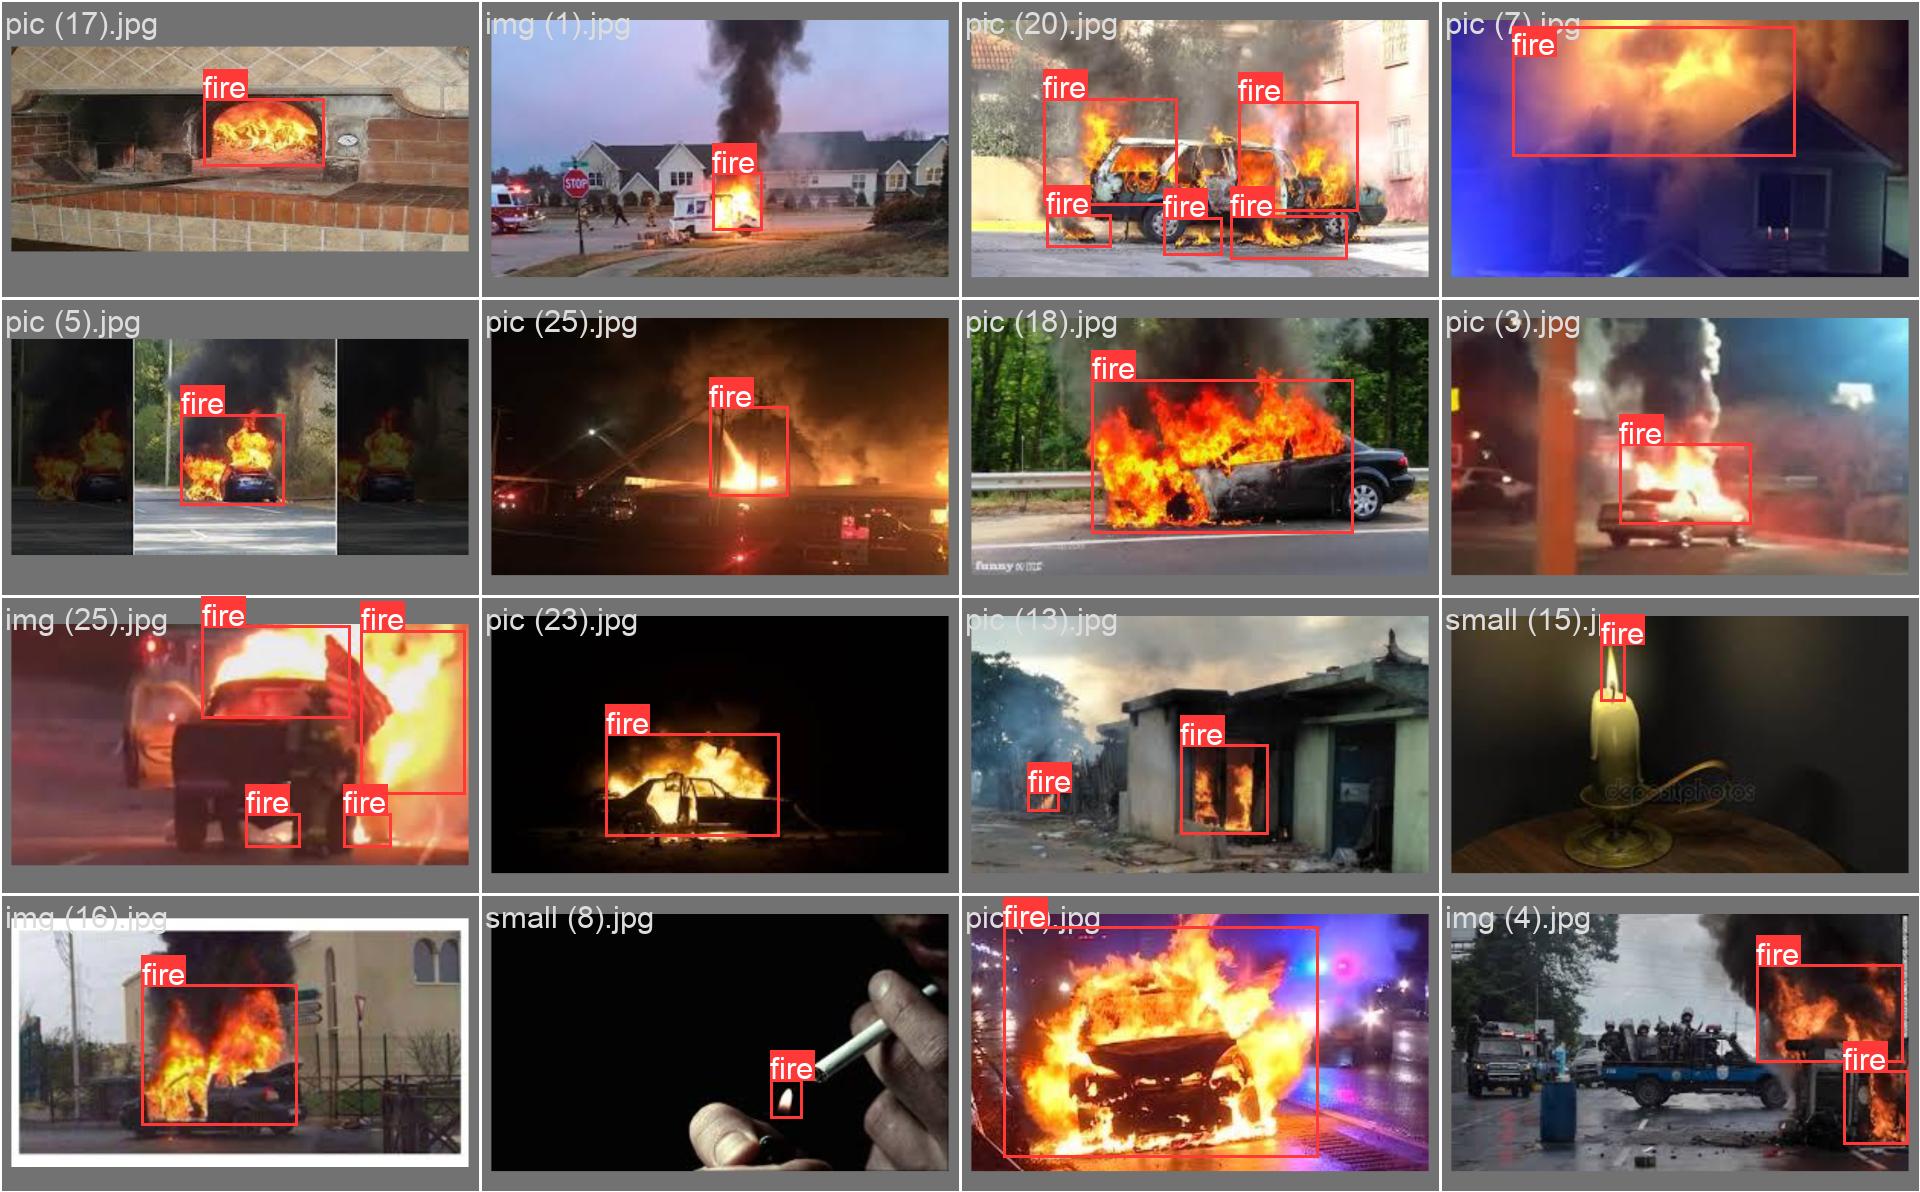 pic (17).jpg
fire
img (1).jpg
fire
STOP
pic (20).jpg
fire
fire
fire
fire
fire
pic (7).jpg
fire
pic (5).jpg
fire
pic (25).jpg
fire
pic (18).jpg
fire
funny
pic (3).jpg
fire
img (25).jpg
fire
fire
fire
fire
pic (23).jpg
fire
pic (13).jpg
fire
fire
small (15).j
fire
depositphotos
img (16).jpg
fire
small (8).jpg
fire
pic
fire
).jpg
fire
img (4).jpg
fire
fire